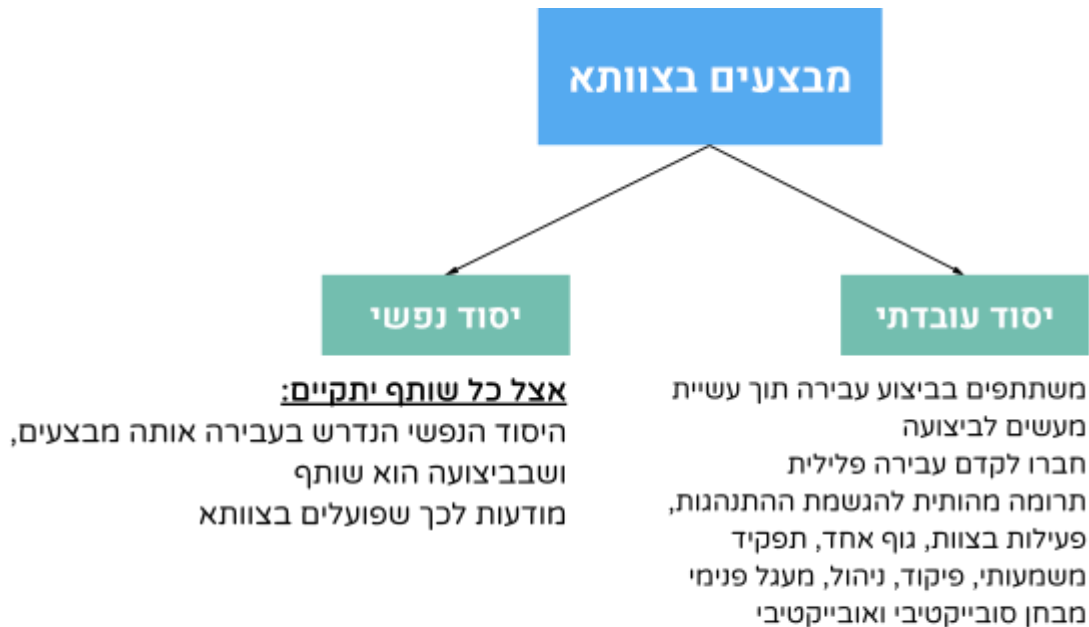 מבצעים בצוותא
יסוד עובדתי
משתתפים בביצוע עבירה תוך עשיית
מעשים לביצועה
חברו לקדם עבירה פלילית
תרומה מהותית להגשמת ההתנהגות,
פעילות בצוות, גוף אחד, תפקיד
משמעותי, פיקוד, ניהול, מעגל פנימי
מבחן סובייקטיבי ואובייקטיבי
יסוד נפשי
אצל כל שותף יתקיים:
היסוד הנפשי הנדרש בעבירה אותה מבצעים,
ושבביצועה הוא שותף
מודעות לכך שפועלים בצוותא